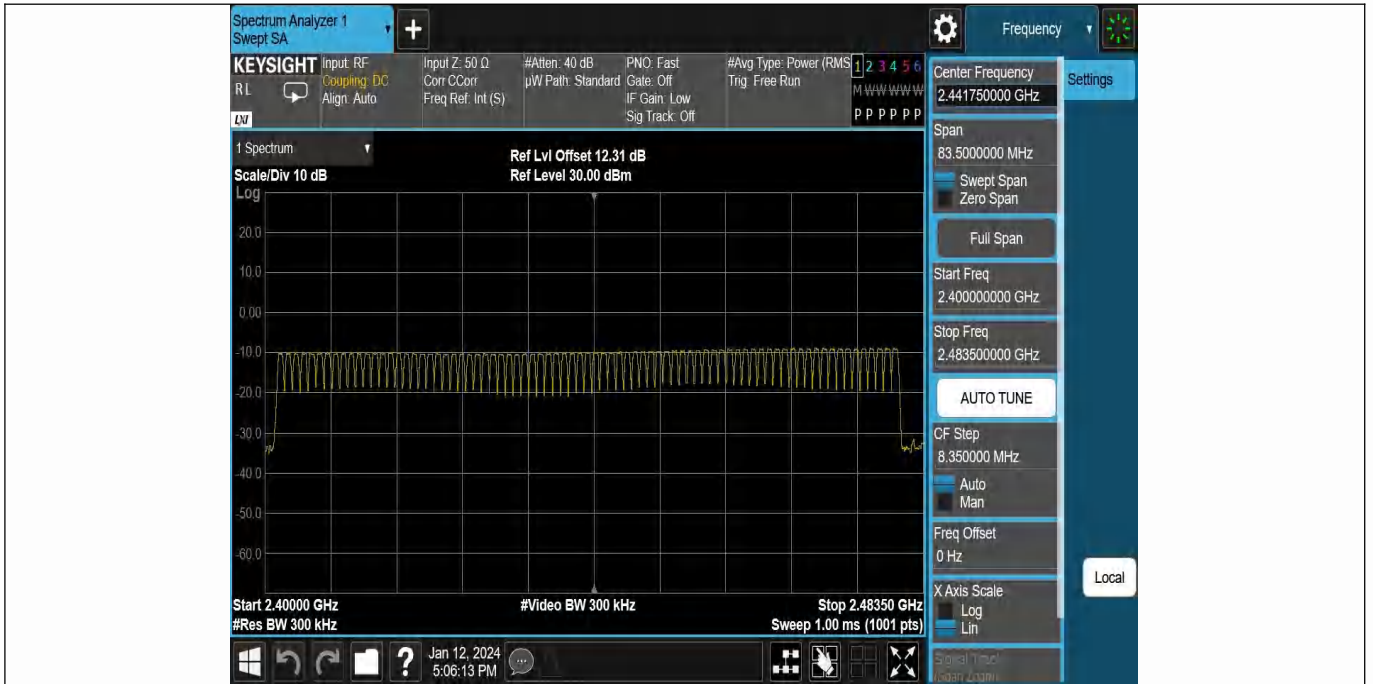 Spectrum Analyzer 1
Swept SA
+
Frequency
KEYSIGHT
RL
LXI
Input: RF
Coupling: DC
Align: Auto
Input Z: 50 Ω
Corr CCorr
Freq Ref: Int (S)
#Atten: 40 dB
µW Path: Standard
PNO: Fast
Gate: Off
IF Gain: Low
Sig Track: Off
#Avg Type: Power (RMS
Trig: Free Run
1 2 3 4 5 6
M W W W W W
P P P P P P
1 Spectrum
Scale/Div 10 dB
Ref Lvl Offset 12.31 dB
Ref Level 30.00 dBm
Log
20.0
10.0
0.00
-10.0
-20.0
-30.0
-40.0
-50.0
-60.0
Start 2.40000 GHz
#Res BW 300 kHz
#Video BW 300 kHz
Stop 2.48350 GHz
Sweep 1.00 ms (1001 pts)
Center Frequency
2.441750000 GHz
Settings
Span
83.5000000 MHz
Swept Span
Zero Span
Full Span
Start Freq
2.400000000 GHz
Stop Freq
2.483500000 GHz
AUTO TUNE
CF Step
8.350000 MHz
Auto
Man
Freq Offset
0 Hz
X Axis Scale
Log
Lin
Signal Track
(Span Zoom)
Local
?
Jan 12, 2024
5:06:13 PM